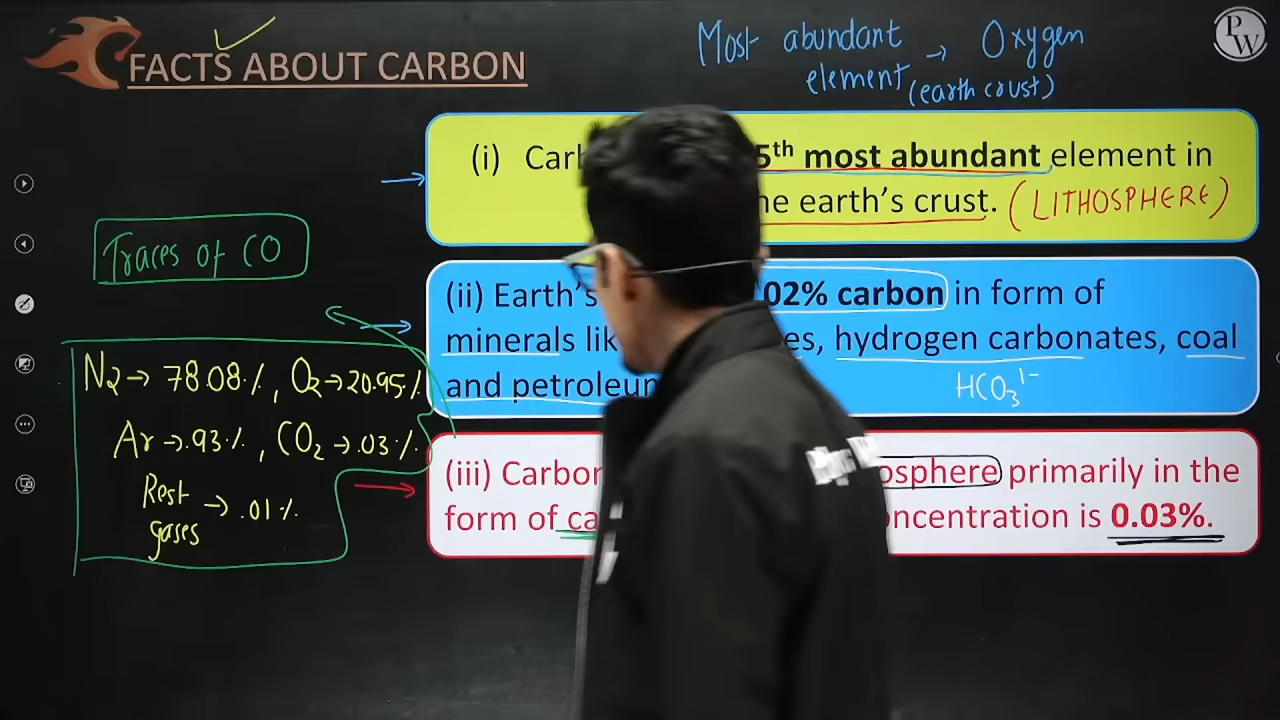 FACTS ABOUT CARBON
Most abundant → Oxygen
element (earth crust)
PW
(i) Car 5th most abundant element in
he earth's crust. (LITHOSPHERE)
Traces of CO
(ii) Earth's 02% carbon in form of
minerals lik es, hydrogen carbonates, coal
and petroleu
HCO3 1-
N2 → 78.08%, O2 → 20.95%
Ar → .93%, CO2 → .03%.
Rest → .01%
gases
(iii) Carbon osphere primarily in the
form of ca oncentration is 0.03%.